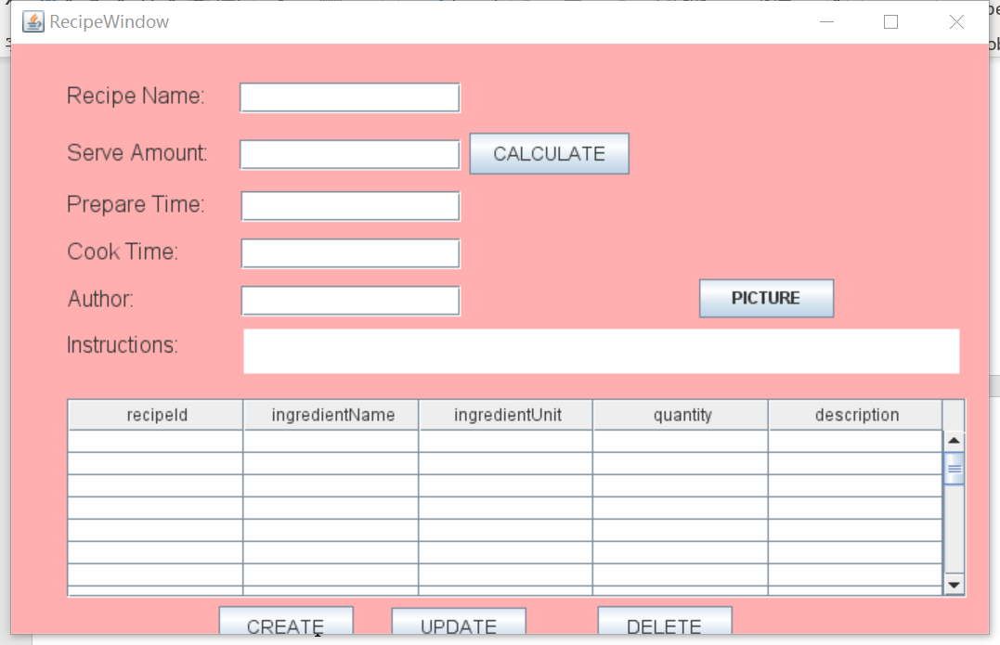 RecipeWindow
Recipe Name:
Serve Amount: CALCULATE
Prepare Time:
Cook Time:
Author: PICTURE
Instructions:
recipeId ingredientName ingredientUnit quantity description
CREATE UPDATE DELETE